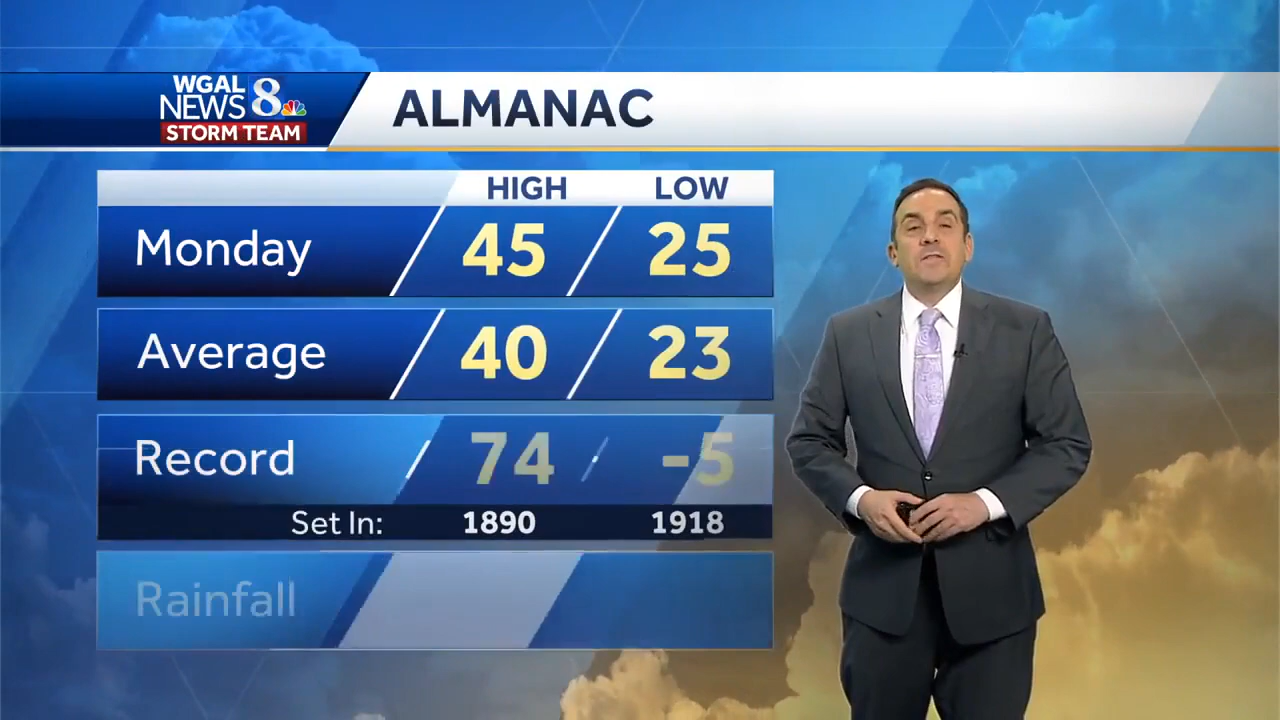 WGAL
NEWS 8
STORM TEAM
ALMANAC
HIGH LOW
Monday 45 25
Average 40 23
Record 74 -5
Set In: 1890 1918
Rainfall